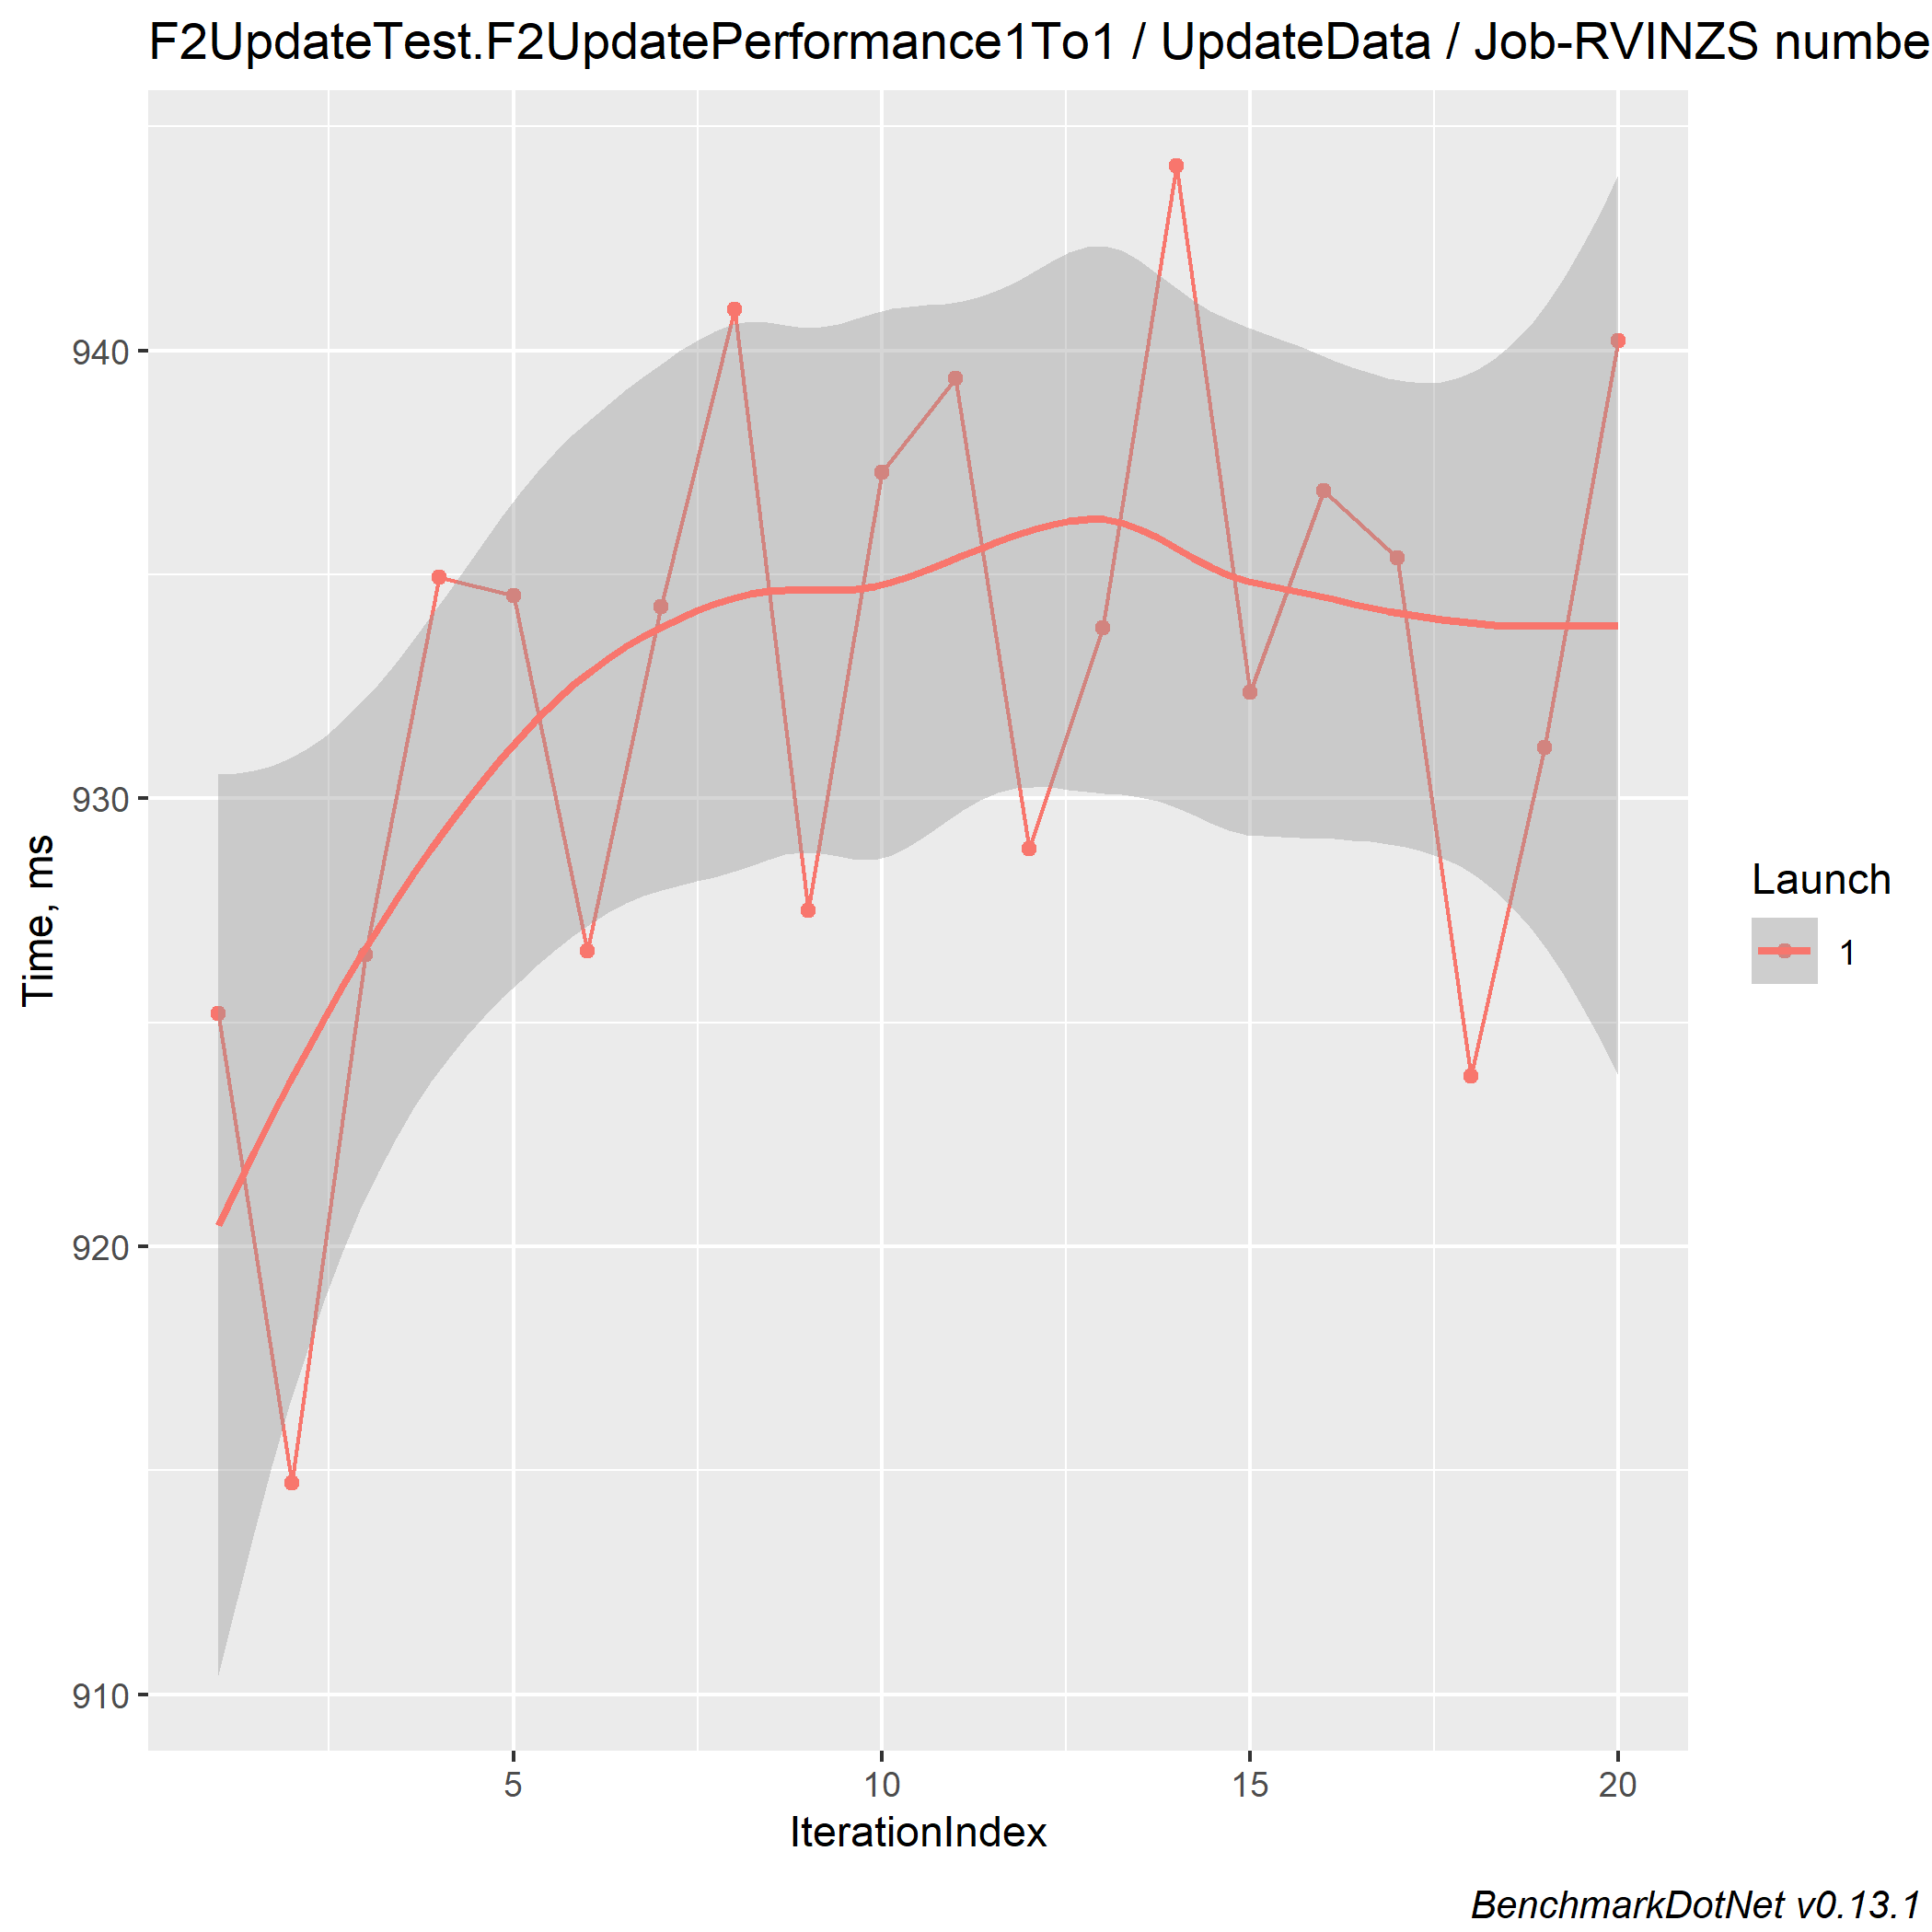 F2UpdateTest.F2UpdatePerformance1To1 / UpdateData / Job-RVINZS numbe
940
930
920
910
Time, ms
5 10 15 20
IterationIndex
Launch
1
BenchmarkDotNet v0.13.1